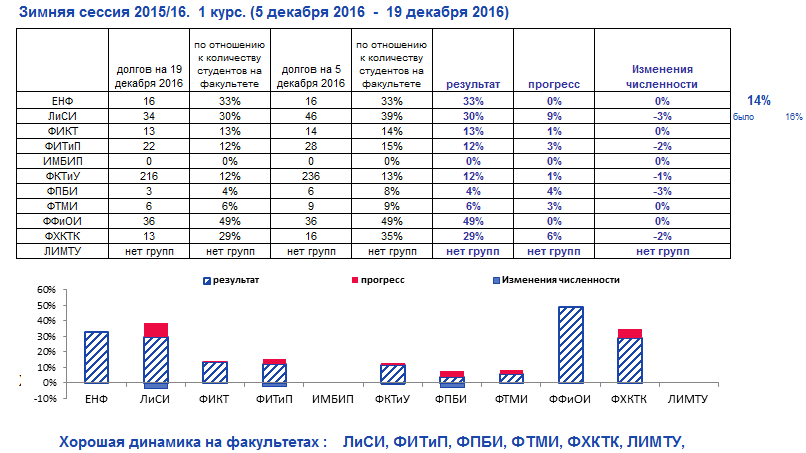 Зимняя сессия 2015/16. 1 курс. (5 декабря 2016 - 19 декабря 2016)
долгов на 19 декабря 2016 по отношению к количеству студентов на факультете долгов на 5 декабря 2016 по отношению к количеству студентов на факультете результат прогресс Изменения численности
ЕНФ 16 33% 16 33% 33% 0% 0% 14%
ЛиСИ 34 30% 46 39% 30% 9% -3% было 16%
ФИКТ 13 13% 14 14% 13% 1% 0%
ФИТиП 22 12% 28 15% 12% 3% -2%
ИМБИП 0 0% 0 0% 0% 0% 0%
ФКТиУ 216 12% 236 13% 12% 1% -1%
ФПБИ 3 4% 6 8% 4% 4% -3%
ФТМИ 6 6% 9 9% 6% 3% 0%
ФФиОИ 36 49% 36 49% 49% 0% 0%
ФХКТК 13 29% 16 35% 29% 6% -2%
ЛИМТУ нет групп нет групп нет групп нет групп нет групп нет групп нет групп
результат прогресс Изменения численности
60%
50%
40%
30%
20%
10%
0%
-10%
ЕНФ ЛиСИ ФИКТ ФИТиП ИМБИП ФКТиУ ФПБИ ФТМИ ФФиОИ ФХКТК ЛИМТУ
Хорошая динамика на факультетах : ЛиСИ, ФИТиП, ФПБИ, ФТМИ, ФХКТК, ЛИМТУ,